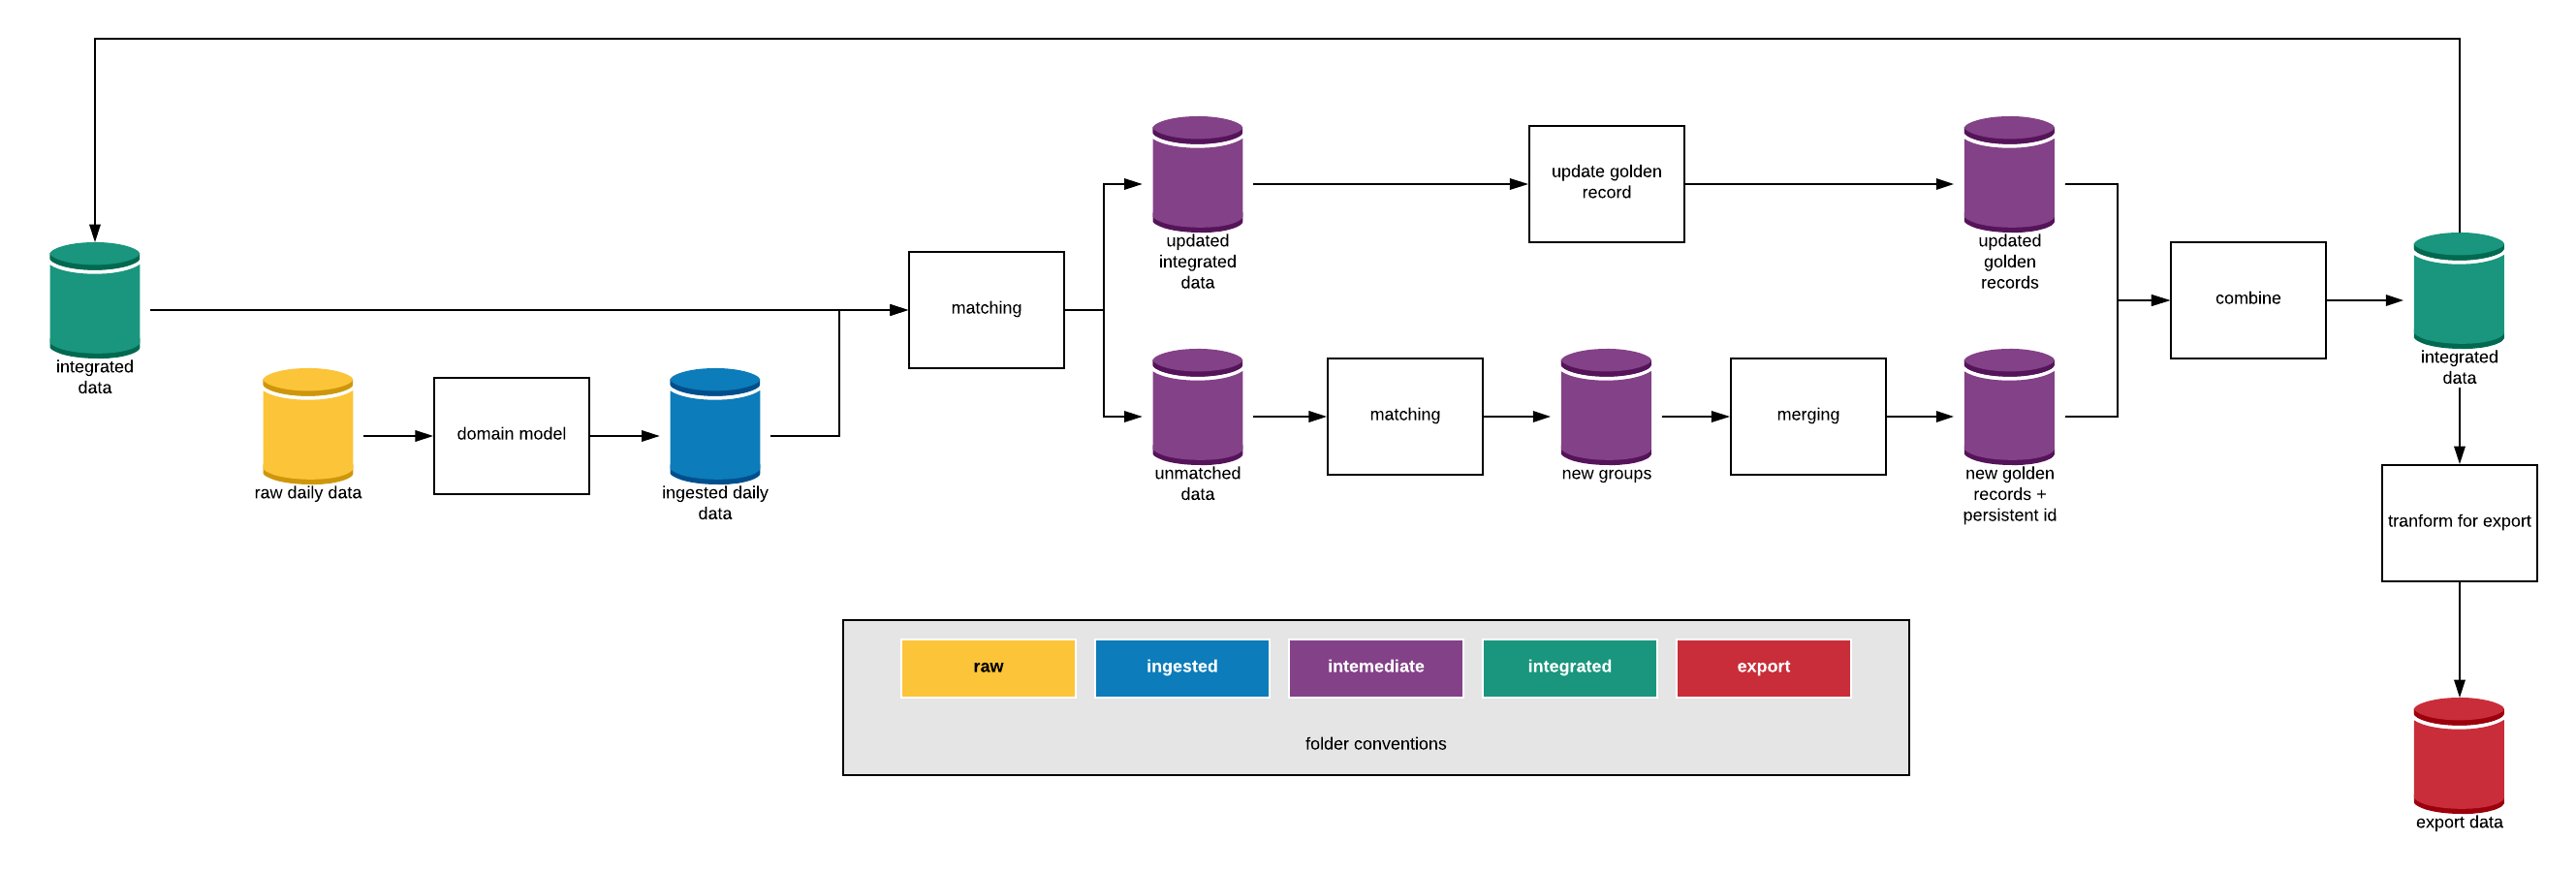 integrated
data
raw daily data
domain model
ingested daily
data
matching
updated
integrated
data
update golden
record
updated
golden
records
unmatched
data
matching
new groups
merging
new golden
records +
persistent id
combine
integrated
data
tranform for export
export data
raw
ingested
intemediate
integrated
export
folder conventions